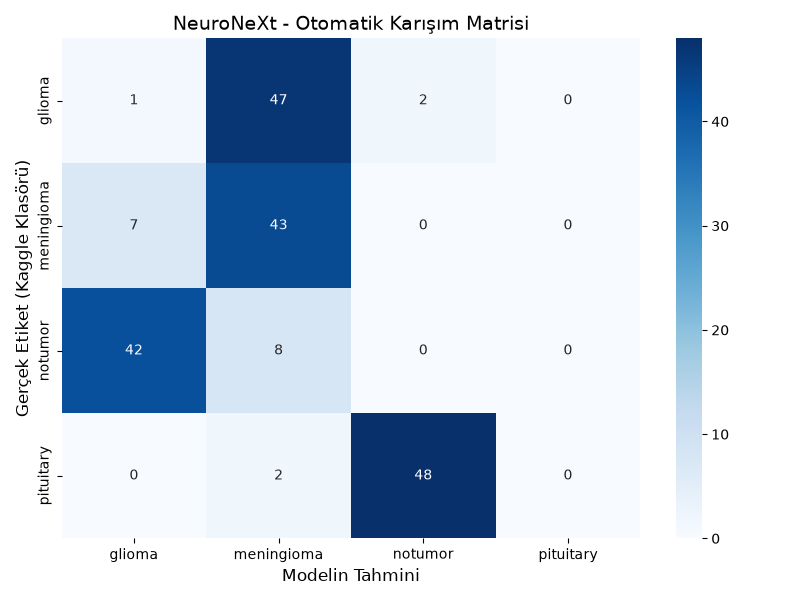 NeuroNeXt - Otomatik Karışım Matrisi
Gerçek Etiket (Kaggle Klasörü)
glioma
1 47 2 0
meningioma
7 43 0 0
notumor
42 8 0 0
pituitary
0 2 48 0
glioma meningioma notumor pituitary
Modelin Tahmini
40
30
20
10
0